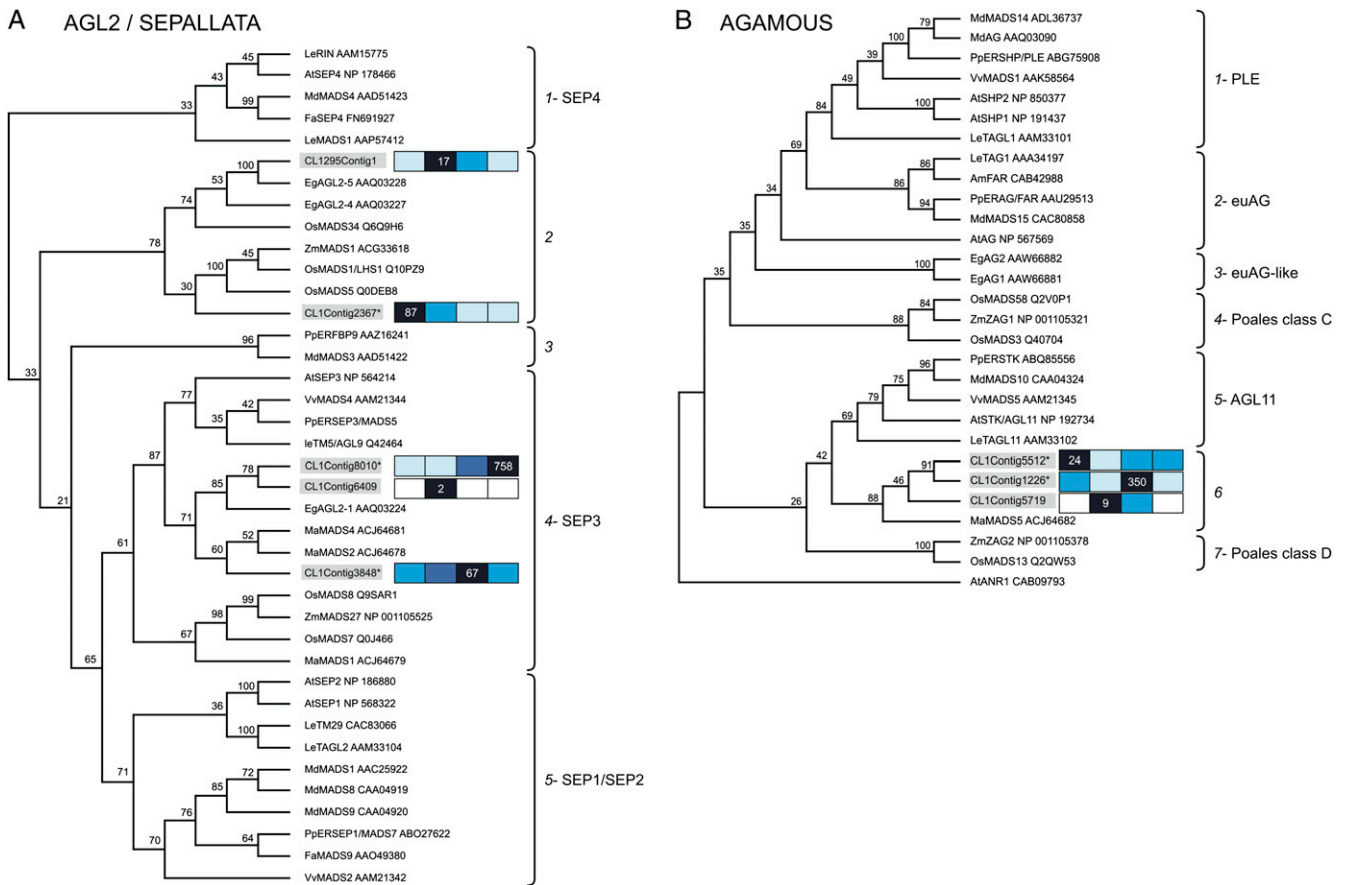 A AGL2 / SEPALLATA
LeRIN AAM15775
45
AtSEP4 NP 178466
43
MdMADS4 AAD51423
99
FaSEP4 FN691927
33
LeMADS1 AAP57412
1- SEP4
CL1295Contig1 17
100
EgAGL2-5 AAQ03228
53
EgAGL2-4 AAQ03227
74
OsMADS34 Q6Q9H6
78
ZmMADS1 ACG33618
45
OsMADS1/LHS1 Q10PZ9
100
OsMADS5 Q0DEB8
30
CL1Contig2367* 87
2
33
PpERFBP9 AAZ16241
96
MdMADS3 AAD51422
3
AtSEP3 NP 564214
77
VvMADS4 AAM21344
42
PpERSEP3/MADS5
35
leTM5/AGL9 Q42464
87
CL1Contig8010* 758
78
CL1Contig6409 2
85
EgAGL2-1 AAQ03224
21
71
MaMADS4 ACJ64681
52
MaMADS2 ACJ64678
60
CL1Contig3848* 67
61
OsMADS8 Q9SAR1
99
ZmMADS27 NP 001105525
98
OsMADS7 Q0J466
67
MaMADS1 ACJ64679
4- SEP3
65
AtSEP2 NP 186880
100
AtSEP1 NP 568322
36
LeTM29 CAC83066
100
LeTAGL2 AAM33104
71
MdMADS1 AAC25922
72
MdMADS8 CAA04919
85
MdMADS9 CAA04920
76
PpERSEP1/MADS7 ABO27622
64
FaMADS9 AAO49380
70
VvMADS2 AAM21342
5- SEP1/SEP2
B AGAMOUS
MdMADS14 ADL36737
79
MdAG AAQ03090
100
PpERSHP/PLE ABG75908
39
VvMADS1 AAK58564
49
AtSHP2 NP 850377
100
AtSHP1 NP 191437
84
LeTAGL1 AAM33101
1- PLE
69
LeTAG1 AAA34197
86
AmFAR CAB42988
86
PpERAG/FAR AAU29513
94
MdMADS15 CAC80858
34
AtAG NP 567569
2- euAG
35
EgAG2 AAW66882
100
EgAG1 AAW66881
3- euAG-like
35
OsMADS58 Q2V0P1
84
ZmZAG1 NP 001105321
88
OsMADS3 Q40704
4- Poales class C
PpERSTK ABQ85556
96
MdMADS10 CAA04324
75
VvMADS5 AAM21345
79
AtSTK/AGL11 NP 192734
69
LeTAGL11 AAM33102
5- AGL11
42
CL1Contig5512* 24
91
CL1Contig1226* 350
46
CL1Contig5719 9
88
MaMADS5 ACJ64682
6
26
ZmZAG2 NP 001105378
100
OsMADS13 Q2QW53
7- Poales class D
AtANR1 CAB09793